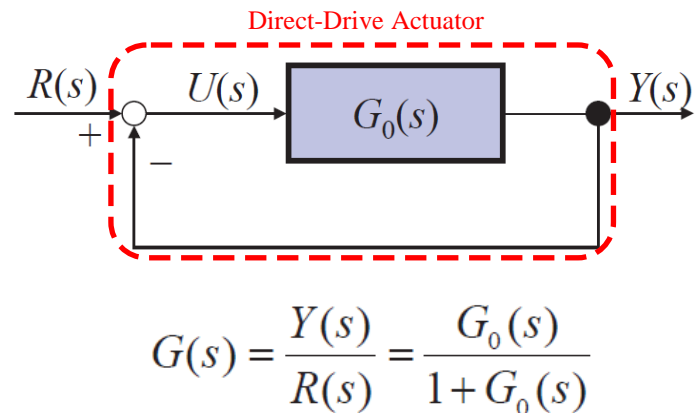 Direct-Drive Actuator
R(s) U(s) G₀(s) Y(s)
+
−
G(s) = Y(s)/R(s) = G₀(s)/(1+G₀(s))